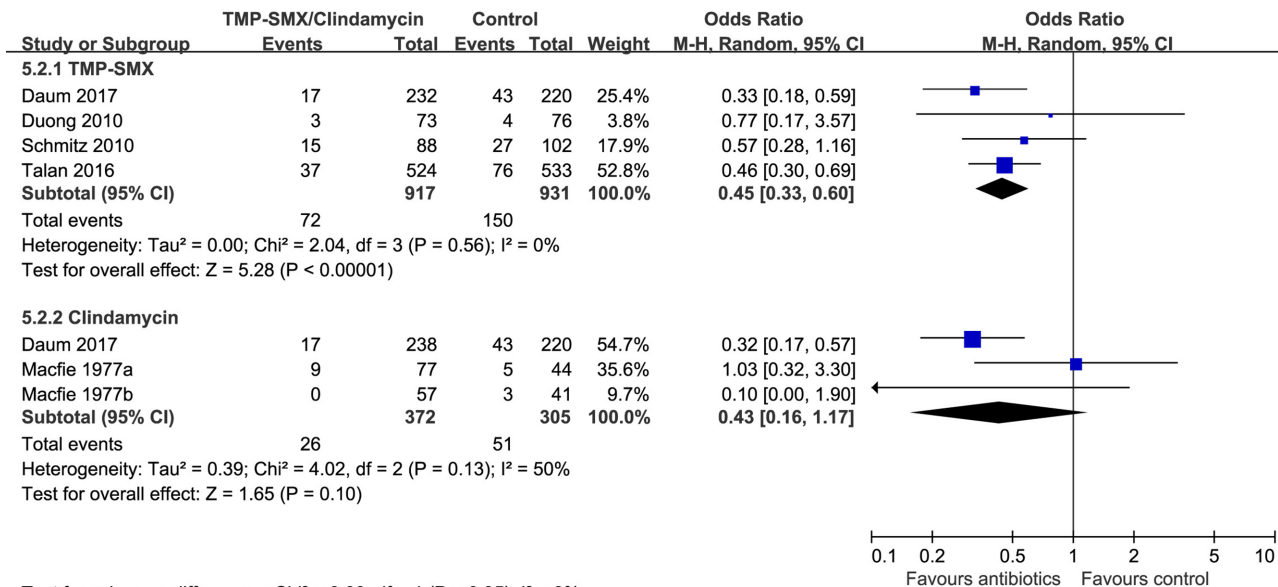 TMP-SMX/Clindamycin Control Odds Ratio Odds Ratio
Study or Subgroup Events Total Events Total Weight M-H, Random, 95% CI M-H, Random, 95% CI
5.2.1 TMP-SMX
Daum 2017 17 232 43 220 25.4% 0.33 [0.18, 0.59]
Duong 2010 3 73 4 76 3.8% 0.77 [0.17, 3.57]
Schmitz 2010 15 88 27 102 17.9% 0.57 [0.28, 1.16]
Talan 2016 37 524 76 533 52.8% 0.46 [0.30, 0.69]
Subtotal (95% CI) 917 931 100.0% 0.45 [0.33, 0.60]
Total events 72 150
Heterogeneity: Tau² = 0.00; Chi² = 2.04, df = 3 (P = 0.56); I² = 0%
Test for overall effect: Z = 5.28 (P < 0.00001)
5.2.2 Clindamycin
Daum 2017 17 238 43 220 54.7% 0.32 [0.17, 0.57]
Macfie 1977a 9 77 5 44 35.6% 1.03 [0.32, 3.30]
Macfie 1977b 0 57 3 41 9.7% 0.10 [0.00, 1.90]
Subtotal (95% CI) 372 305 100.0% 0.43 [0.16, 1.17]
Total events 26 51
Heterogeneity: Tau² = 0.39; Chi² = 4.02, df = 2 (P = 0.13); I² = 50%
Test for overall effect: Z = 1.65 (P = 0.10)
0.1 0.2 0.5 1 2 5 10
Favours antibiotics Favours control